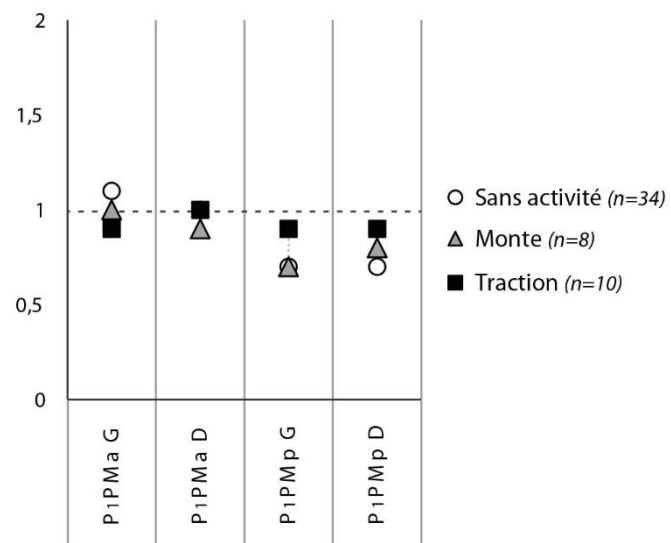 2
1,5
1
0,5
0
Sans activité (n=34)
Monte (n=8)
Traction (n=10)
P1PMa G
P1PMa D
P1PMp G
P1PMp D